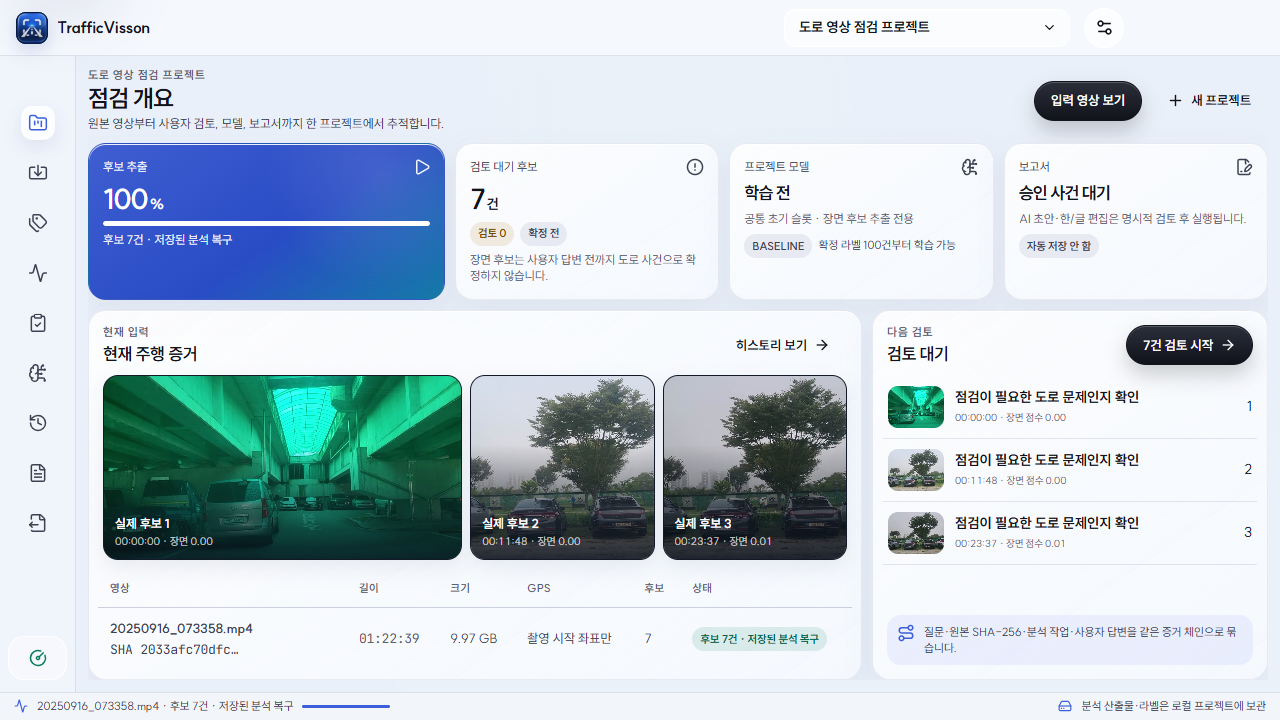 TrafficVisson
도로 영상 점검 프로젝트
도로 영상 점검 프로젝트
점검 개요
원본 영상부터 사용자 검토, 모델, 보고서까지 한 프로젝트에서 추적합니다.
입력 영상 보기
새 프로젝트
후보 추출
100%
후보 7건 · 저장된 분석 복구
검토 대기 후보
7건
검토 0
확정 전
장면 후보는 사용자 답변 전까지 도로 사건으로 확
정하지 않습니다.
프로젝트 모델
학습 전
공통 초기 슬롯 · 장면 후보 추출 전용
BASELINE
확정 라벨 100건부터 학습 가능
보고서
승인 사건 대기
AI 초안·한/글 편집은 명시적 검토 후 실행됩니다.
자동 저장 안 함
현재 입력
현재 주행 증거
히스토리 보기
실제 후보 1
00:00:00 · 장면 0.00
실제 후보 2
00:11:48 · 장면 0.00
실제 후보 3
00:23:37 · 장면 0.01
영상 길이 크기 GPS 후보 상태
20250916_073358.mp4
SHA 2033afc70dfc…
01:22:39
9.97 GB
촬영 시작 좌표만
7
후보 7건 · 저장된 분석 복구
다음 검토
검토 대기
7건 검토 시작
점검이 필요한 도로 문제인지 확인
00:00:00 · 장면 점수 0.00
1
점검이 필요한 도로 문제인지 확인
00:11:48 · 장면 점수 0.00
2
점검이 필요한 도로 문제인지 확인
00:23:37 · 장면 점수 0.01
3
질문·원본 SHA-256·분석 작업·사용자 답변을 같은 증거 체인으로 묶
습니다.
20250916_073358.mp4 · 후보 7건 · 저장된 분석 복구
분석 산출물·라벨은 로컬 프로젝트에 보관